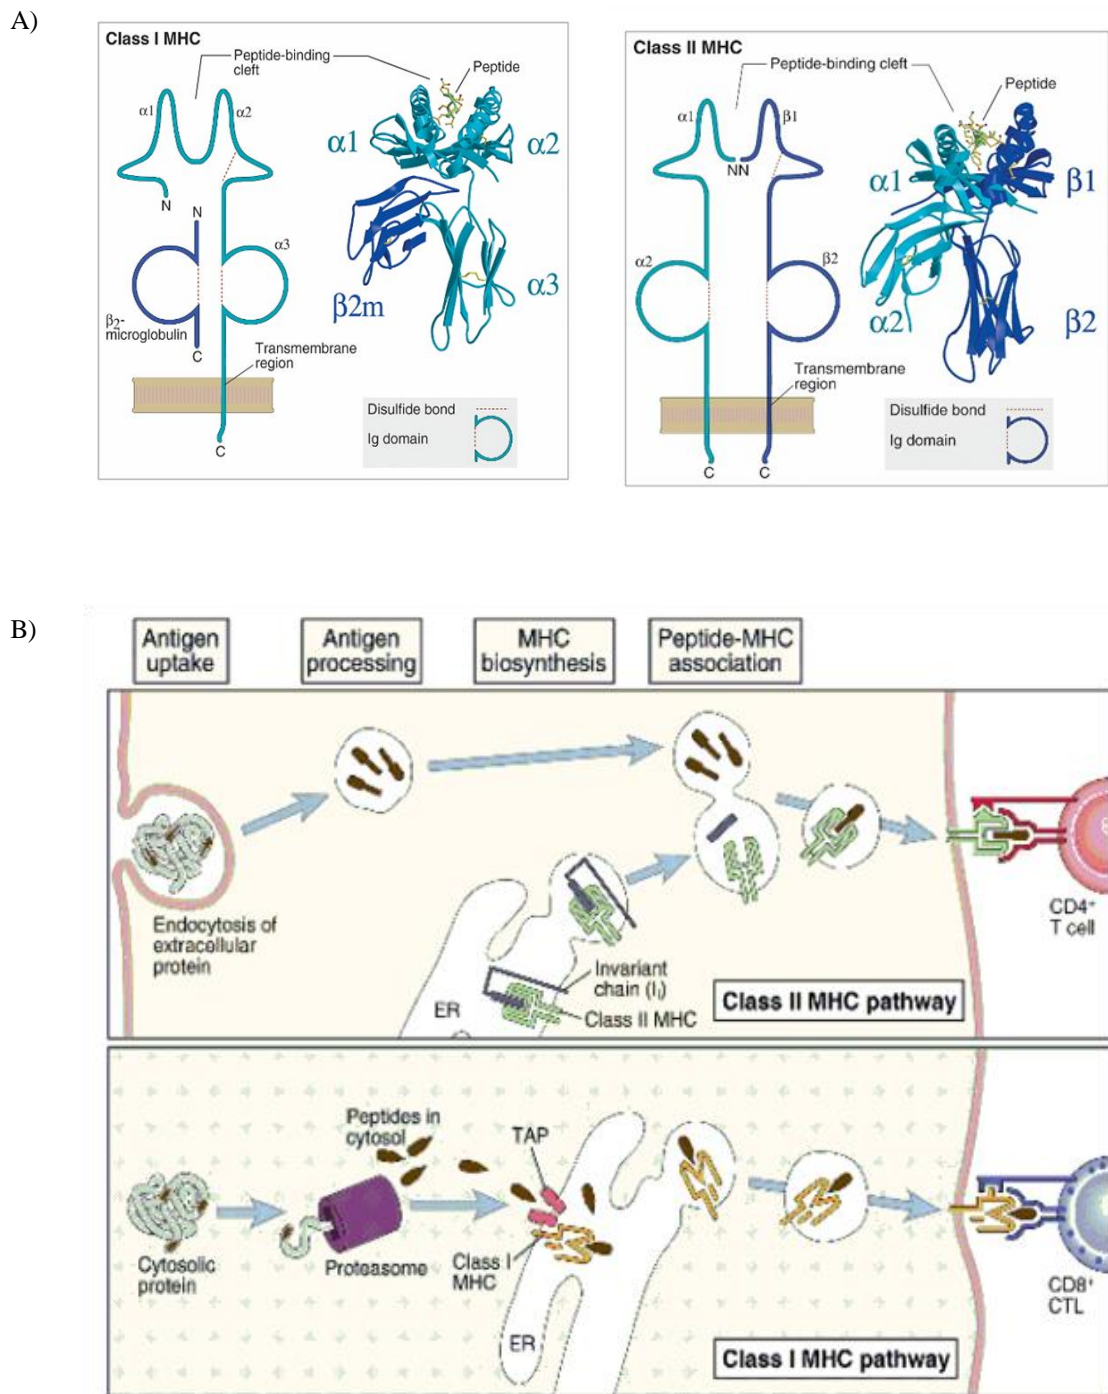 A)
Class I MHC
Peptide-binding
cleft
Peptide
α1
α2
α1
α2
N
N
α3
β2-
microglobulin
C
β2m
α3
Transmembrane
region
C
Disulfide bond
Ig domain
Class II MHC
Peptide-binding cleft
Peptide
α1
β1
NN
α1
β1
α2
β2
α2
β2
Transmembrane
region
C
C
Disulfide bond
Ig domain
B)
Antigen
uptake
Antigen
processing
MHC
biosynthesis
Peptide-MHC
association
Endocytosis of
extracellular
protein
ER
Invariant
chain (Ii)
Class II MHC
CD4+
T cell
Class II MHC pathway
Peptides in
cytosol
TAP
Cytosolic
protein
Proteasome
Class I
MHC
ER
CD8+
CTL
Class I MHC pathway